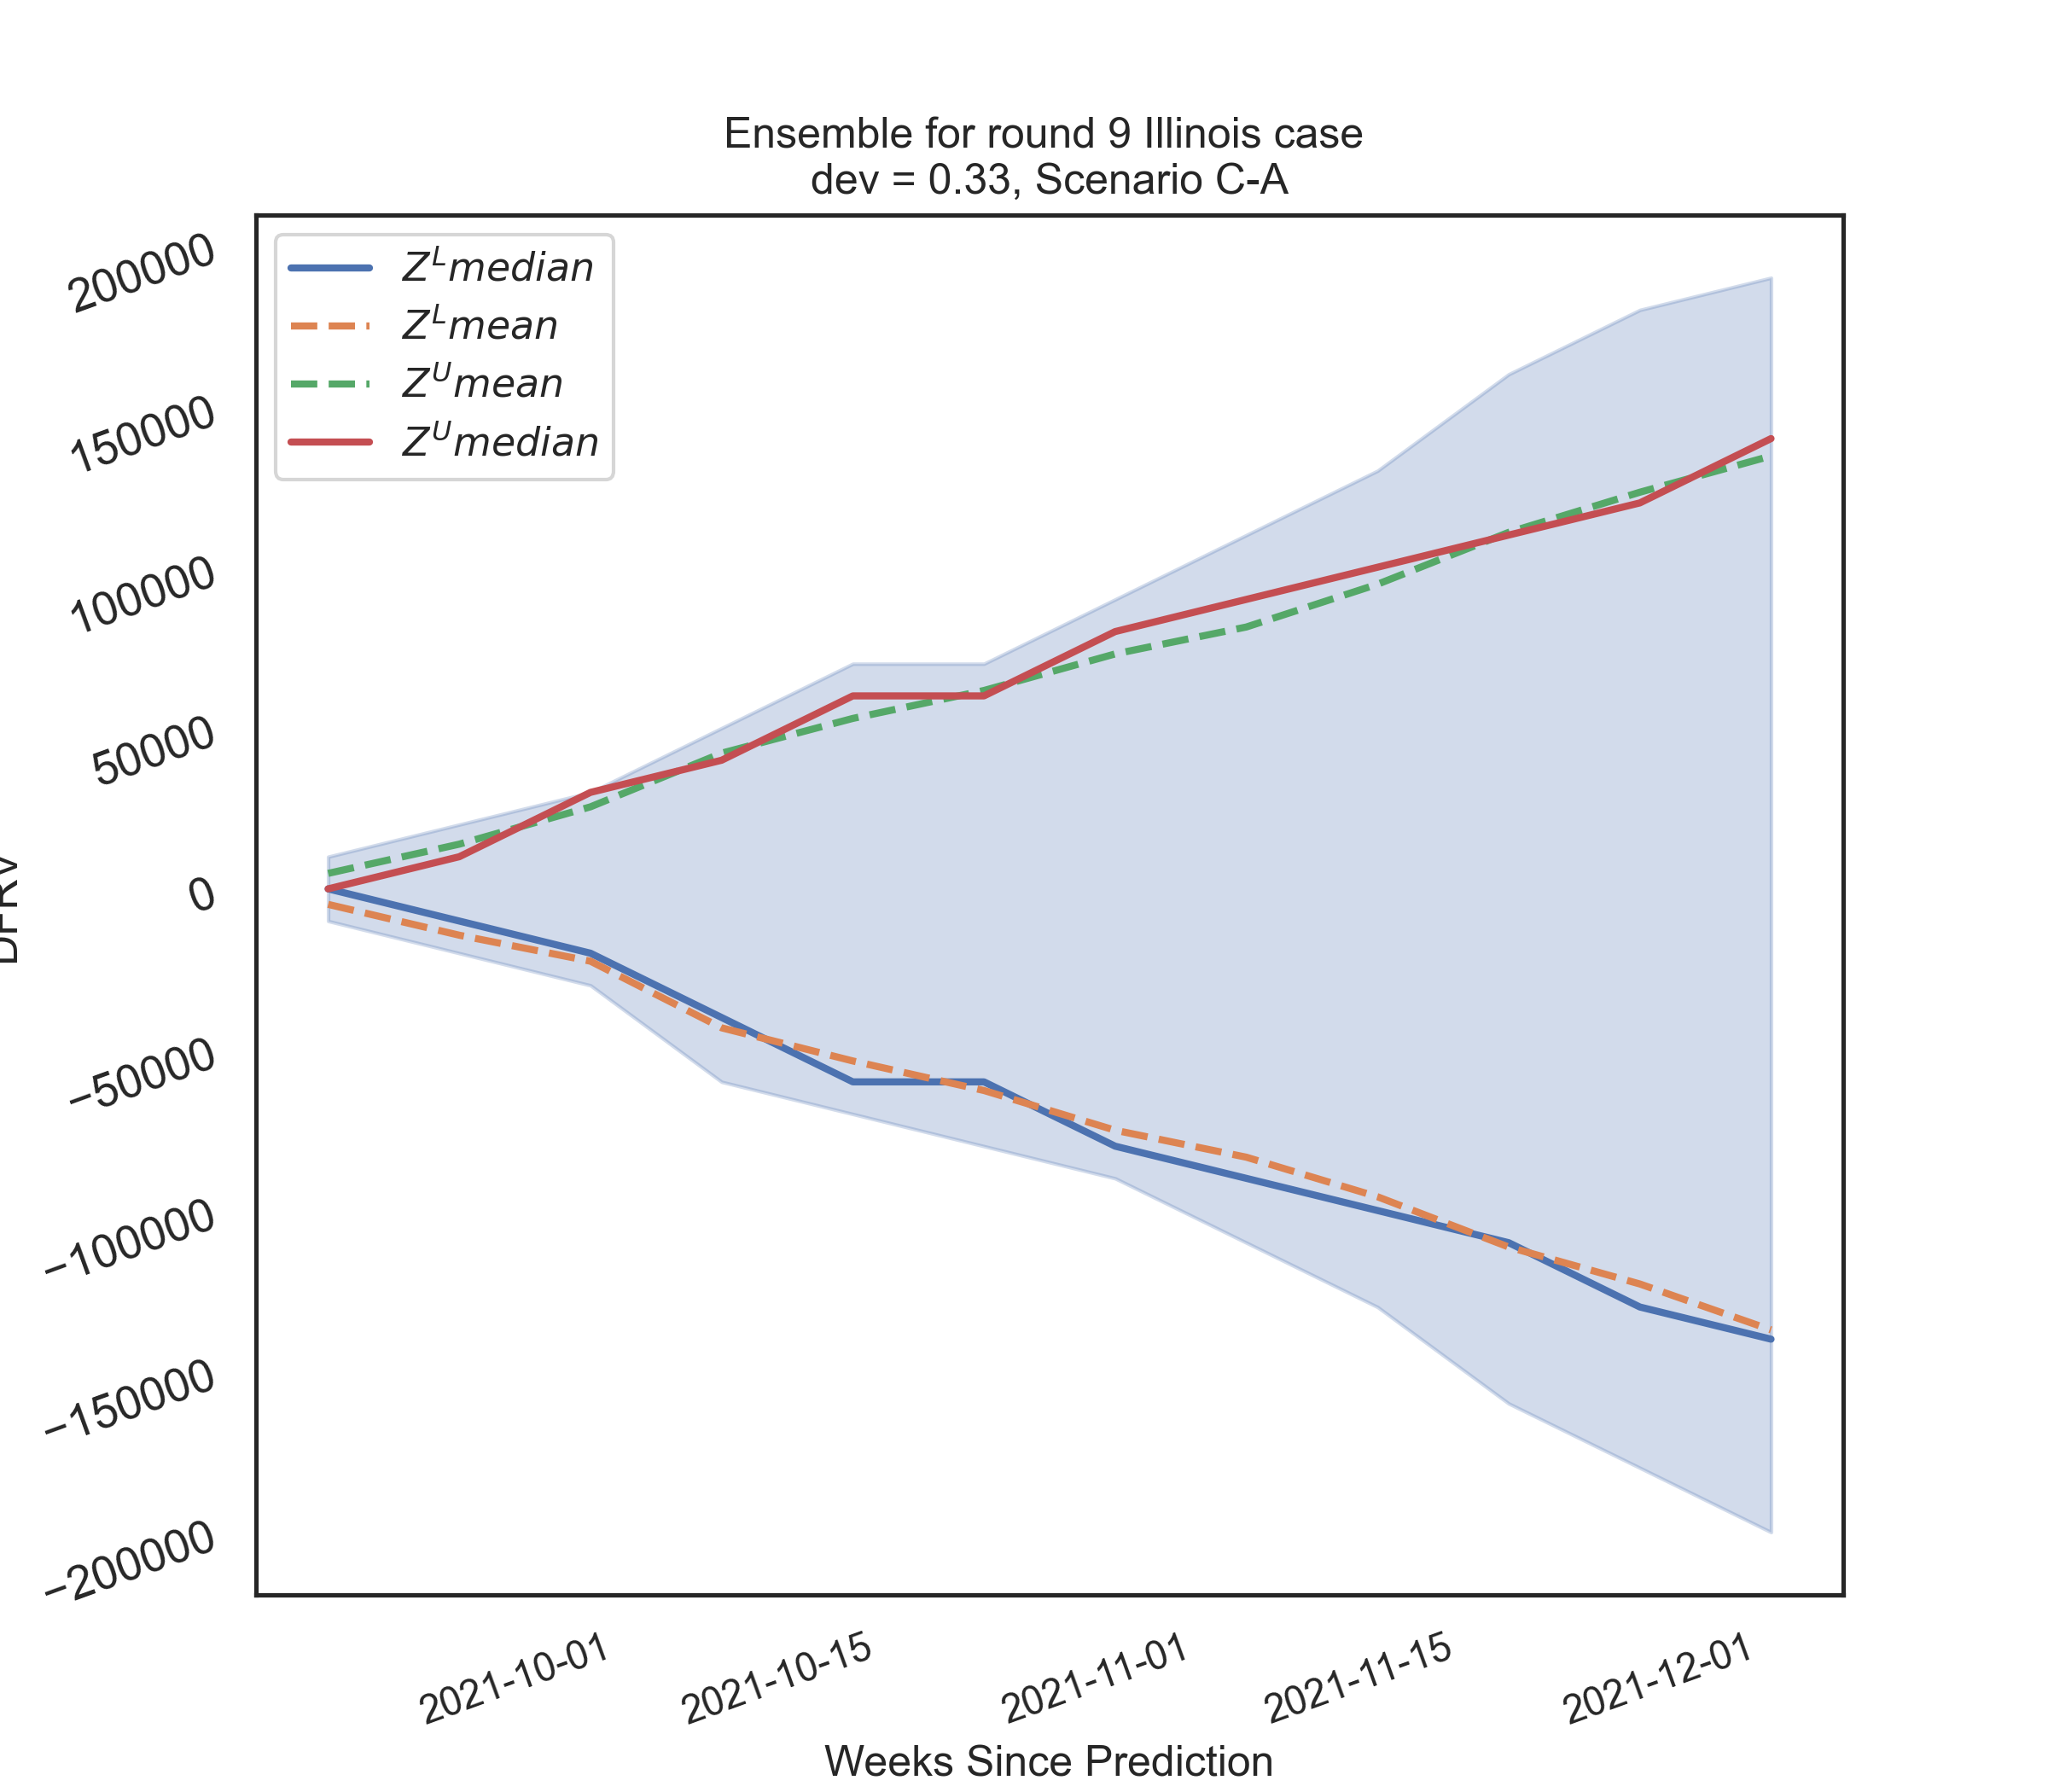 Ensemble for round 9 Illinois case
dev = 0.33, Scenario C-A
Z^L median
Z^L mean
Z^U mean
Z^U median
200000
150000
100000
50000
0
−50000
−100000
−150000
−200000
2021-10-01
2021-10-15
2021-11-01
2021-11-15
2021-12-01
Weeks Since Prediction